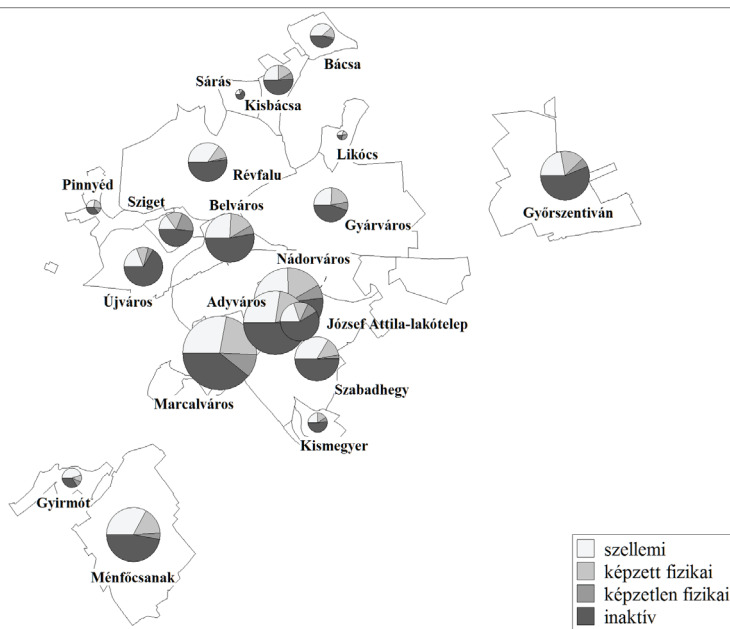 Bácsa
Sárás
Kisbácsa
Likócs
Révfalu
Pinnyéd
Sziget
Belváros
Gyárváros
Győrszentiván
Nádorváros
Újváros
Adyváros
József Attila-lakótelep
Szabadhegy
Marcalváros
Kismegyer
Gyirmót
Ménfőcsanak
szellemi
képzett fizikai
képzetlen fizikai
inaktív